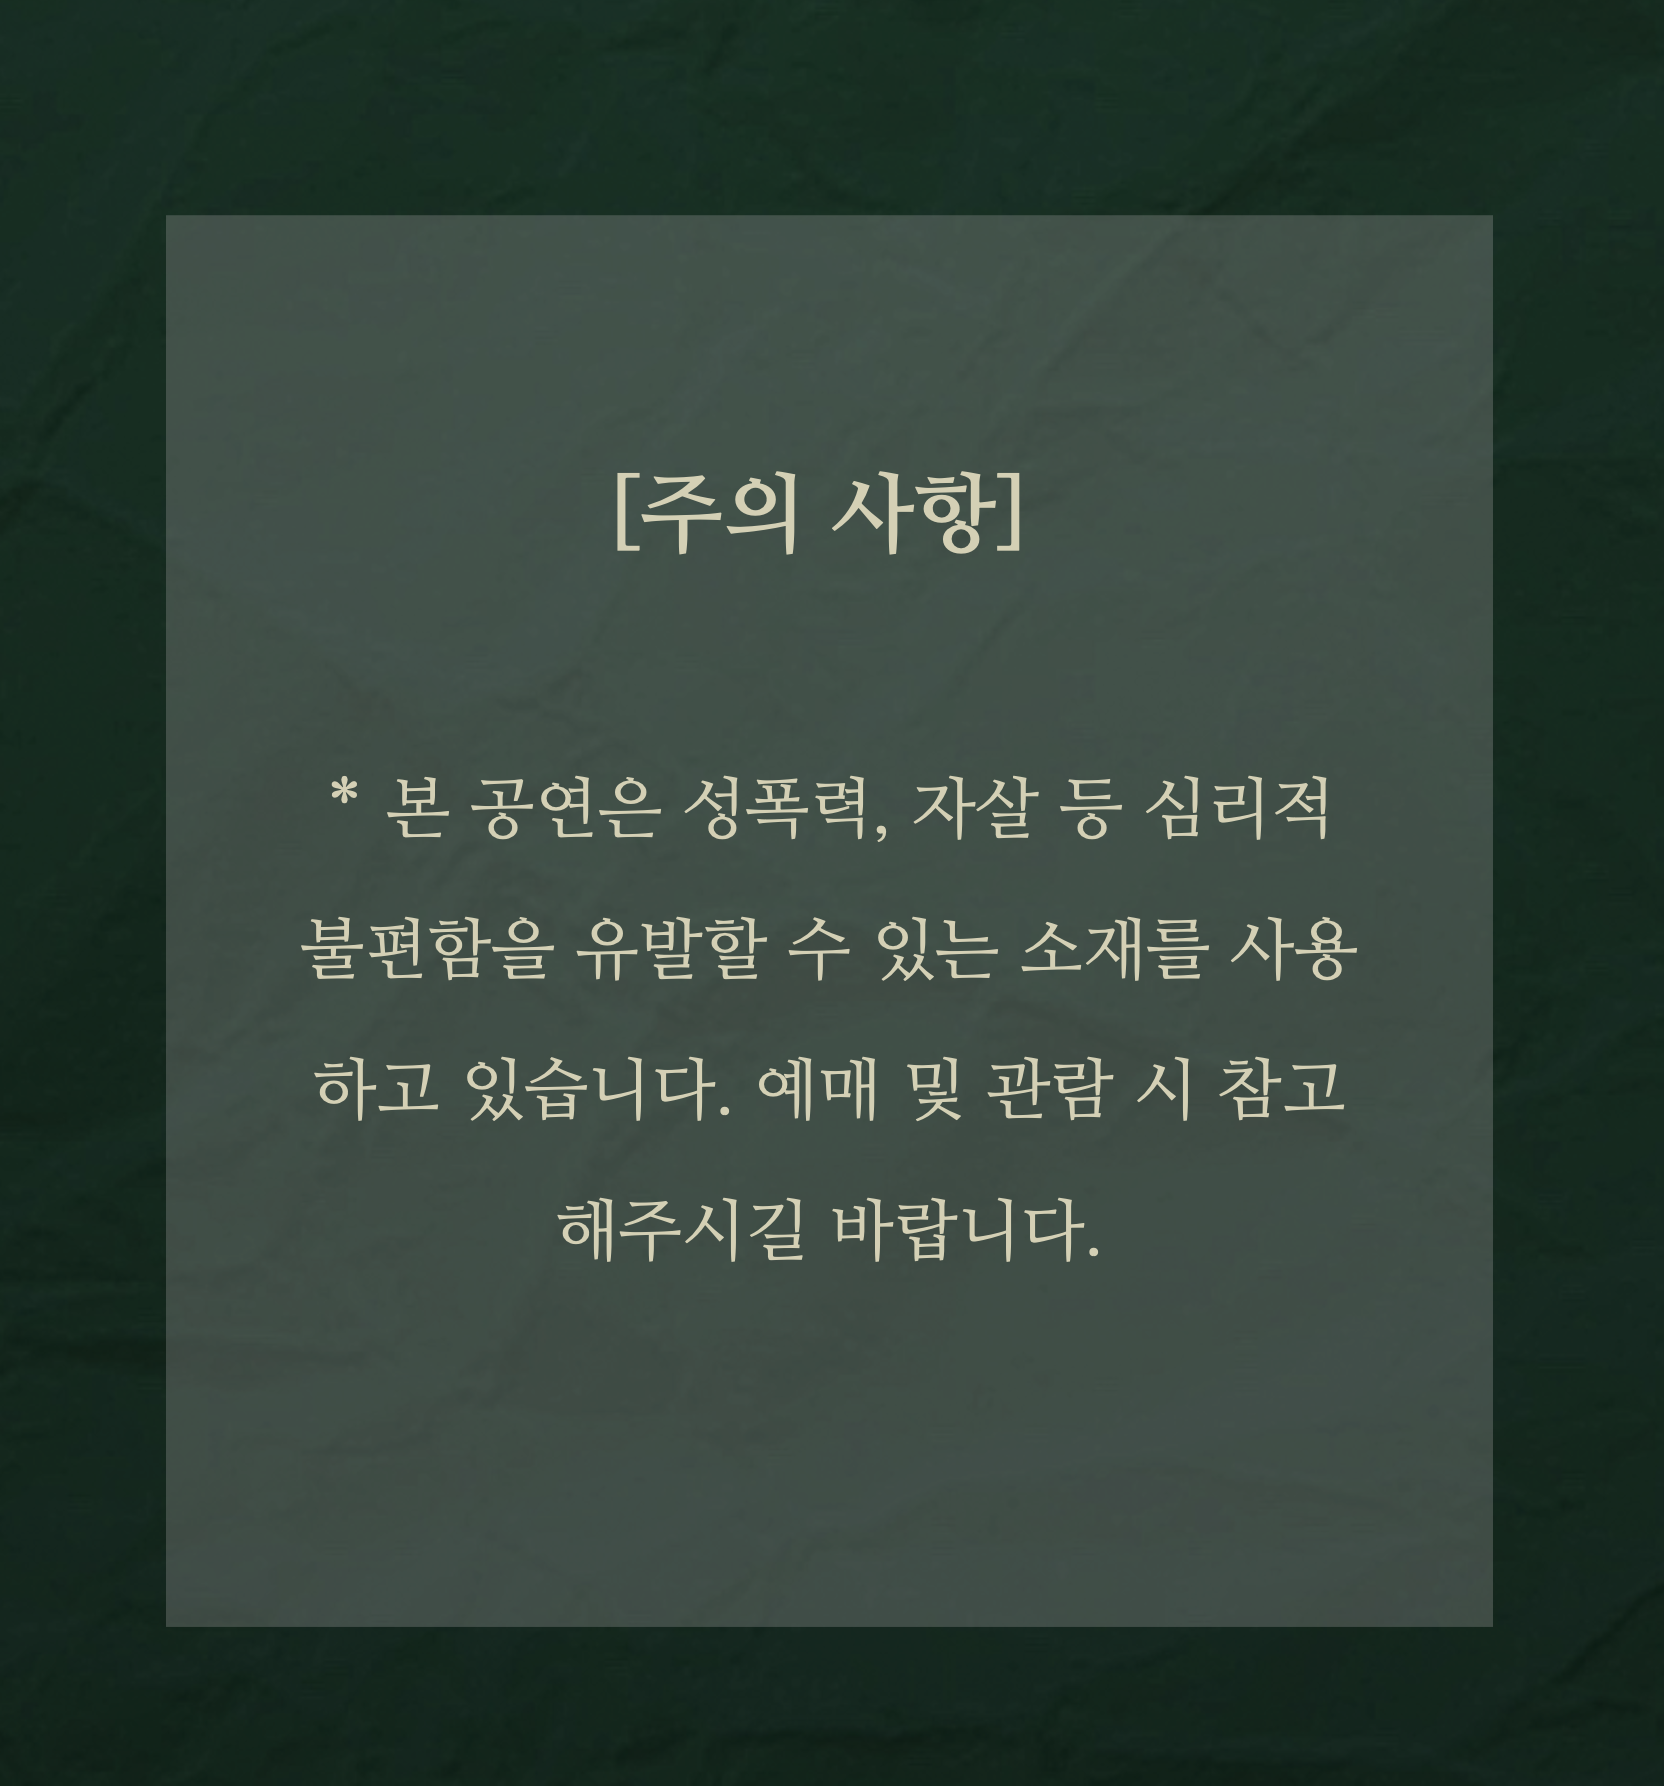 [주의 사항]
* 본 공연은 성폭력, 자살 등 심리적
불편함을 유발할 수 있는 소재를 사용
하고 있습니다. 예매 및 관람 시 참고
해주시길 바랍니다.